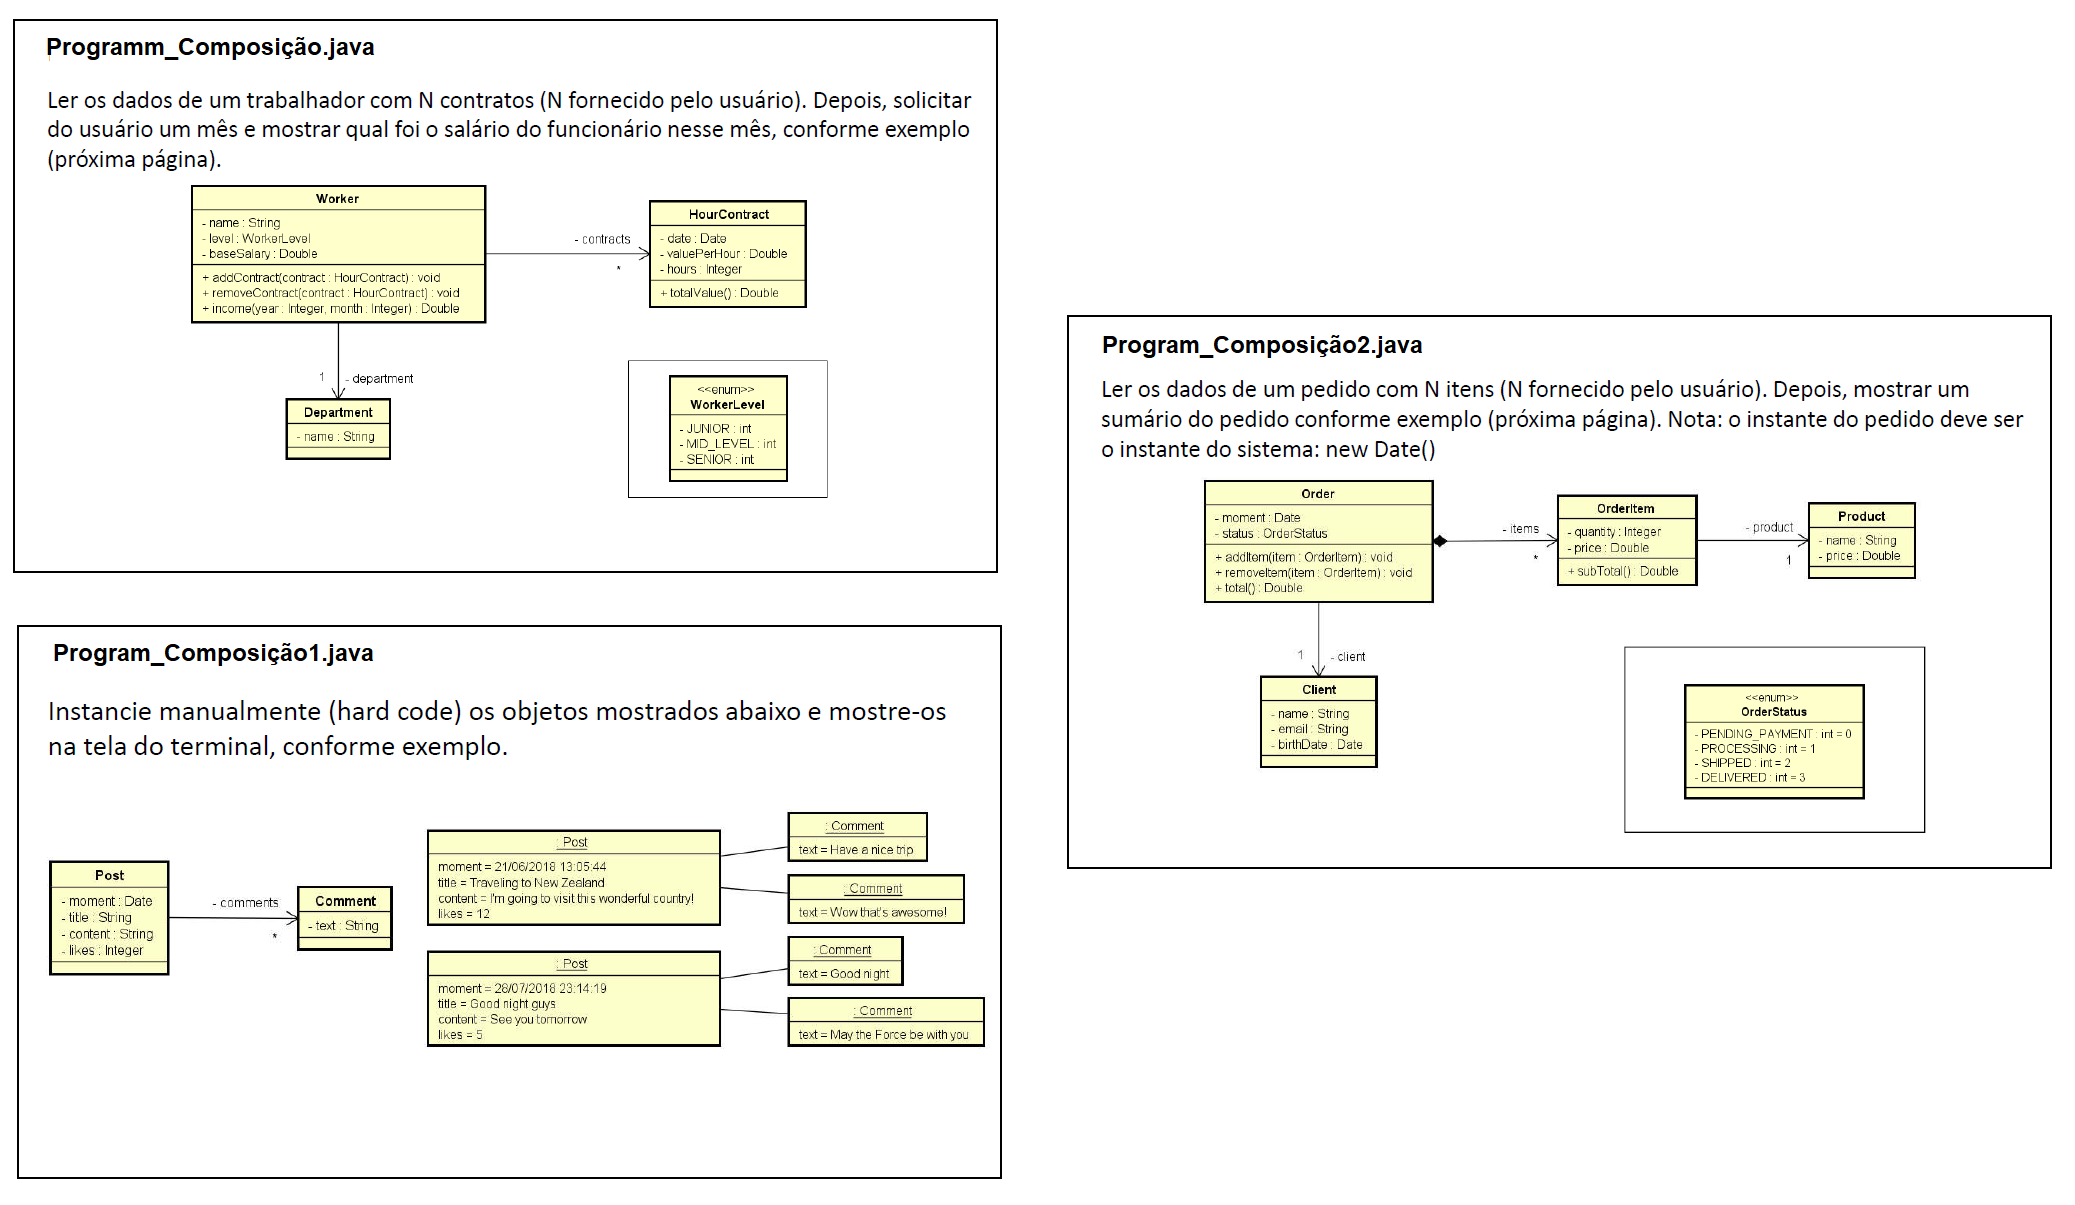 Programm_Composição.java
Ler os dados de um trabalhador com N contratos (N fornecido pelo usuário). Depois, solicitar
do usuário um mês e mostrar qual foi o salário do funcionário nesse mês, conforme exemplo
(próxima página).
Worker
- name : String
- level : WorkerLevel
- baseSalary : Double
+ addContract(contract : HourContract) : void
+ removeContract(contract : HourContract) : void
+ income(year : Integer, month : Integer) : Double
- contracts
*
HourContract
- date : Date
- valuePerHour : Double
- hours : Integer
+ totalValue() : Double
1
- department
Department
- name : String
<<enum>>
WorkerLevel
- JUNIOR : int
- MID_LEVEL : int
- SENIOR : int
Program_Composição1.java
Instancie manualmente (hard code) os objetos mostrados abaixo e mostre-os
na tela do terminal, conforme exemplo.
Post
- moment : Date
- title : String
- content : String
- likes : Integer
- comments
*
Comment
- text : String
: Post
moment = 21/06/2018 13:05:44
title = Traveling to New Zealand
content = I'm going to visit this wonderful country!
likes = 12
: Comment
text = Have a nice trip
: Comment
text = Wow that's awesome!
: Post
moment = 28/07/2018 23:14:19
title = Good night guys
content = See you tomorrow
likes = 5
: Comment
text = Good night
: Comment
text = May the Force be with you
Program_Composição2.java
Ler os dados de um pedido com N itens (N fornecido pelo usuário). Depois, mostrar um
sumário do pedido conforme exemplo (próxima página). Nota: o instante do pedido deve ser
o instante do sistema: new Date()
Order
- moment : Date
- status : OrderStatus
+ addItem(item : OrderItem) : void
+ removeItem(item : OrderItem) : void
+ total() : Double
- items
*
OrderItem
- quantity : Integer
- price : Double
+ subTotal() : Double
- product
1
Product
- name : String
- price : Double
1
- client
Client
- name : String
- email : String
- birthDate : Date
<<enum>>
OrderStatus
- PENDING_PAYMENT : int = 0
- PROCESSING : int = 1
- SHIPPED : int = 2
- DELIVERED : int = 3